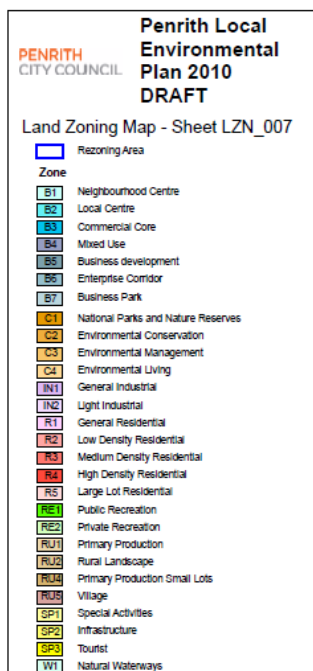 PENRITH
CITY COUNCIL
Penrith Local
Environmental
Plan 2010
DRAFT
Land Zoning Map - Sheet LZN_007
Rezoning Area
Zone
B1 Neighbourhood Centre
B2 Local Centre
B3 Commercial Core
B4 Mixed Use
B5 Business development
B6 Enterprise Corridor
B7 Business Park
C1 National Parks and Nature Reserves
C2 Environmental Conservation
C3 Environmental Management
C4 Environmental Living
IN1 General Industrial
IN2 Light Industrial
R1 General Residential
R2 Low Density Residential
R3 Medium Density Residential
R4 High Density Residential
R5 Large Lot Residential
RE1 Public Recreation
RE2 Private Recreation
RU1 Primary Production
RU2 Rural Landscape
RU4 Primary Production Small Lots
RU5 Village
SP1 Special Activities
SP2 Infrastructure
SP3 Tourist
W1 Natural Waterways